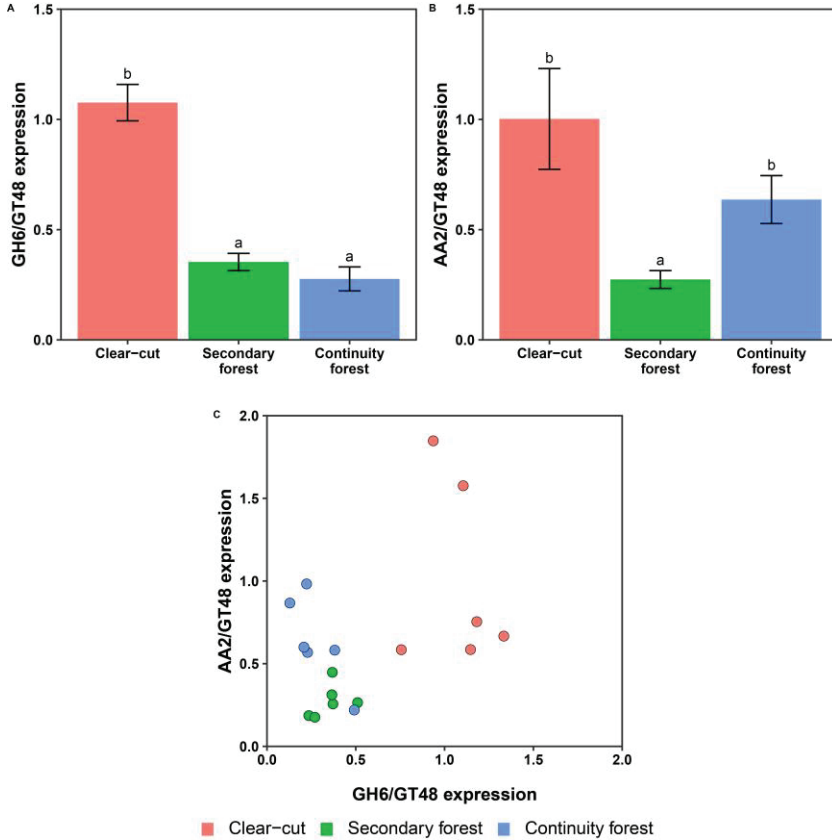 A
GH6/GT48 expression
1.5
1.0
0.5
0.0
b
a
a
Clear−cut
Secondary
forest
Continuity
forest
B
AA2/GT48 expression
1.5
1.0
0.5
0.0
b
a
b
Clear−cut
Secondary
forest
Continuity
forest
C
AA2/GT48 expression
2.0
1.5
1.0
0.5
0.0
0.0 0.5 1.0 1.5 2.0
GH6/GT48 expression
Clear−cut Secondary forest Continuity forest